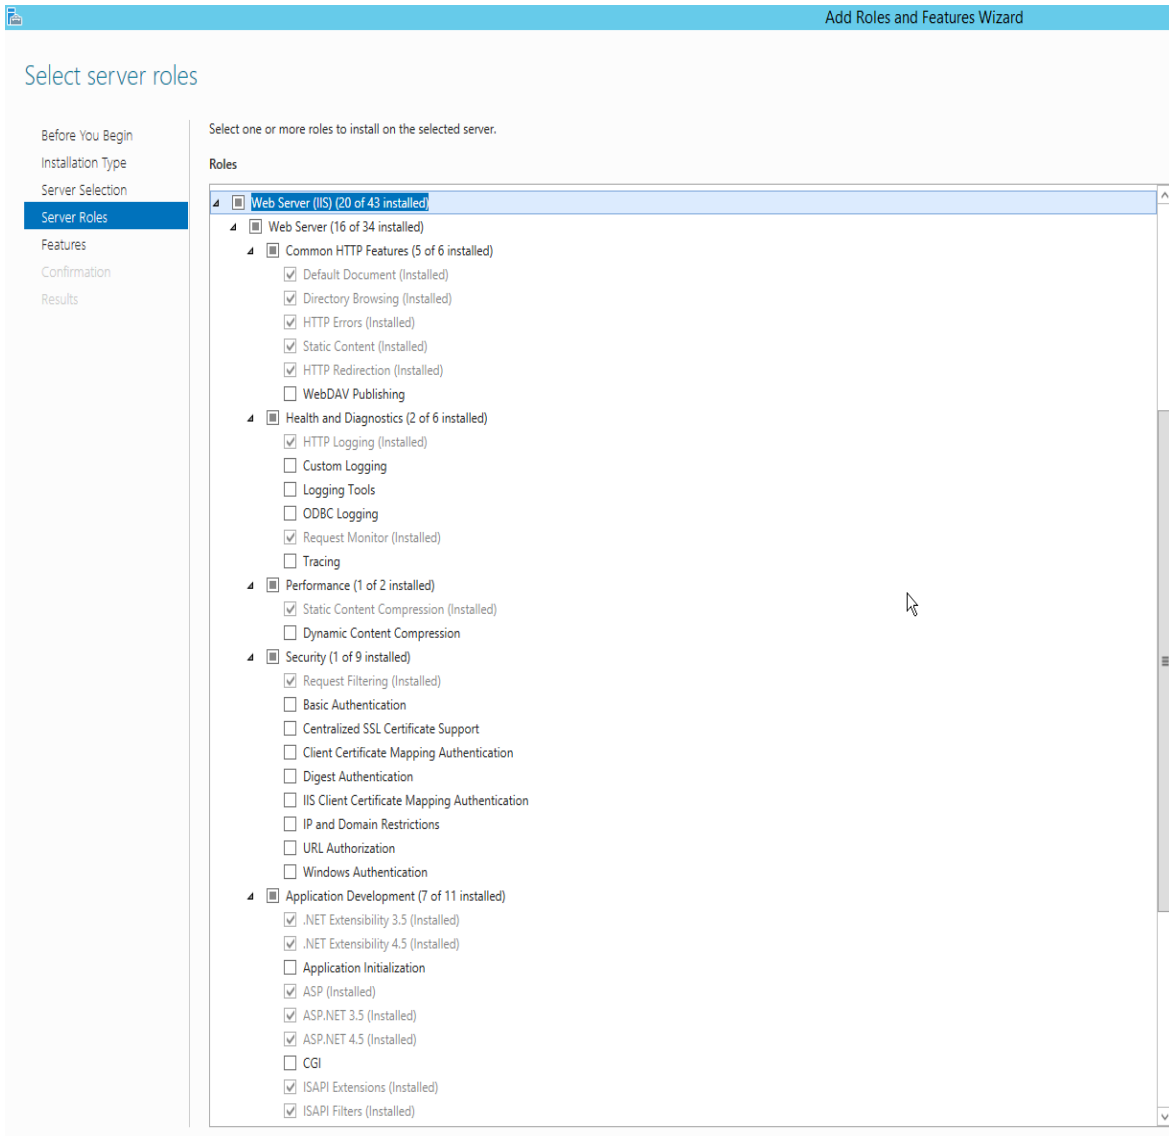 Add Roles and Features Wizard
Select server roles
Before You Begin
Installation Type
Server Selection
Server Roles
Features
Confirmation
Results
Select one or more roles to install on the selected server.
Roles
Web Server (IIS) (20 of 43 installed)
Web Server (16 of 34 installed)
Common HTTP Features (5 of 6 installed)
Default Document (Installed)
Directory Browsing (Installed)
HTTP Errors (Installed)
Static Content (Installed)
HTTP Redirection (Installed)
WebDAV Publishing
Health and Diagnostics (2 of 6 installed)
HTTP Logging (Installed)
Custom Logging
Logging Tools
ODBC Logging
Request Monitor (Installed)
Tracing
Performance (1 of 2 installed)
Static Content Compression (Installed)
Dynamic Content Compression
Security (1 of 9 installed)
Request Filtering (Installed)
Basic Authentication
Centralized SSL Certificate Support
Client Certificate Mapping Authentication
Digest Authentication
IIS Client Certificate Mapping Authentication
IP and Domain Restrictions
URL Authorization
Windows Authentication
Application Development (7 of 11 installed)
.NET Extensibility 3.5 (Installed)
.NET Extensibility 4.5 (Installed)
Application Initialization
ASP (Installed)
ASP.NET 3.5 (Installed)
ASP.NET 4.5 (Installed)
CGI
ISAPI Extensions (Installed)
ISAPI Filters (Installed)